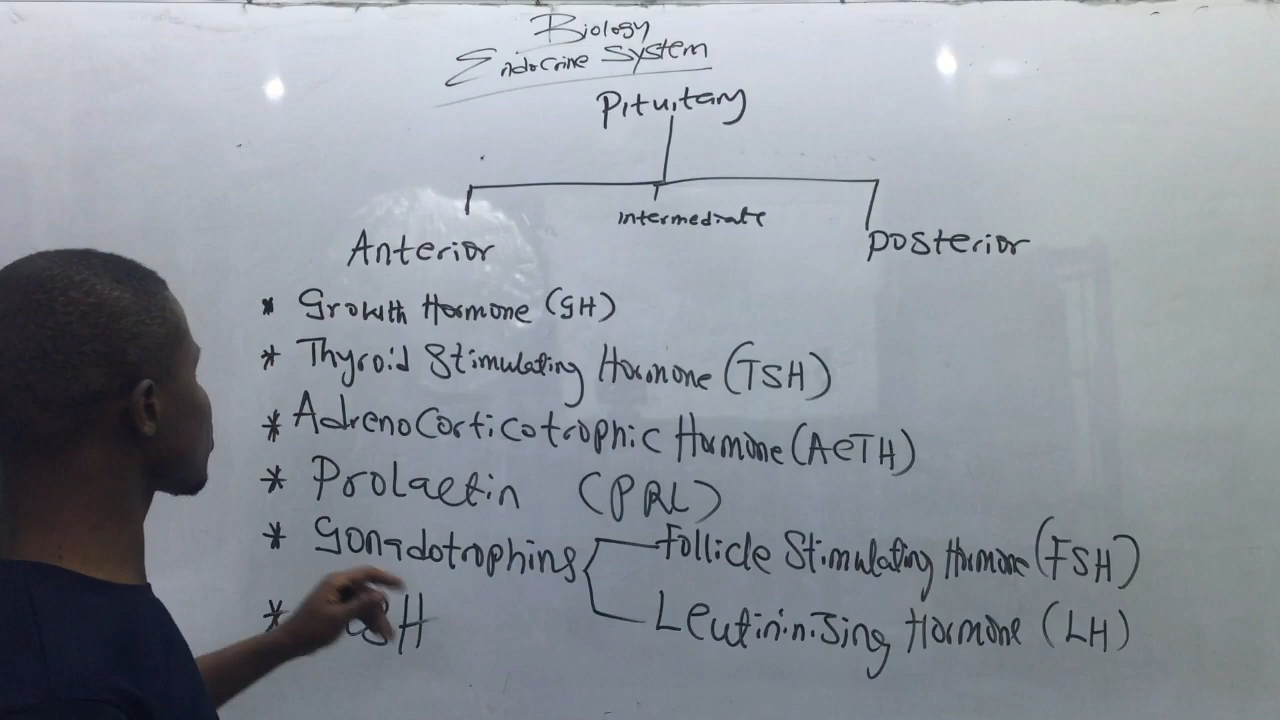 Biology
Endocrine System
Pituitary
Anterior
intermediate
posterior
* Growth Hormone (GH)
* Thyroid Stimulating Hormone (TSH)
* Adrenocorticotrophic Hormone (ACTH)
* Prolactin (PRL)
* Gonadotrophins
Follicle Stimulating Hormone (FSH)
Leutininising Hormone (LH)
* SH